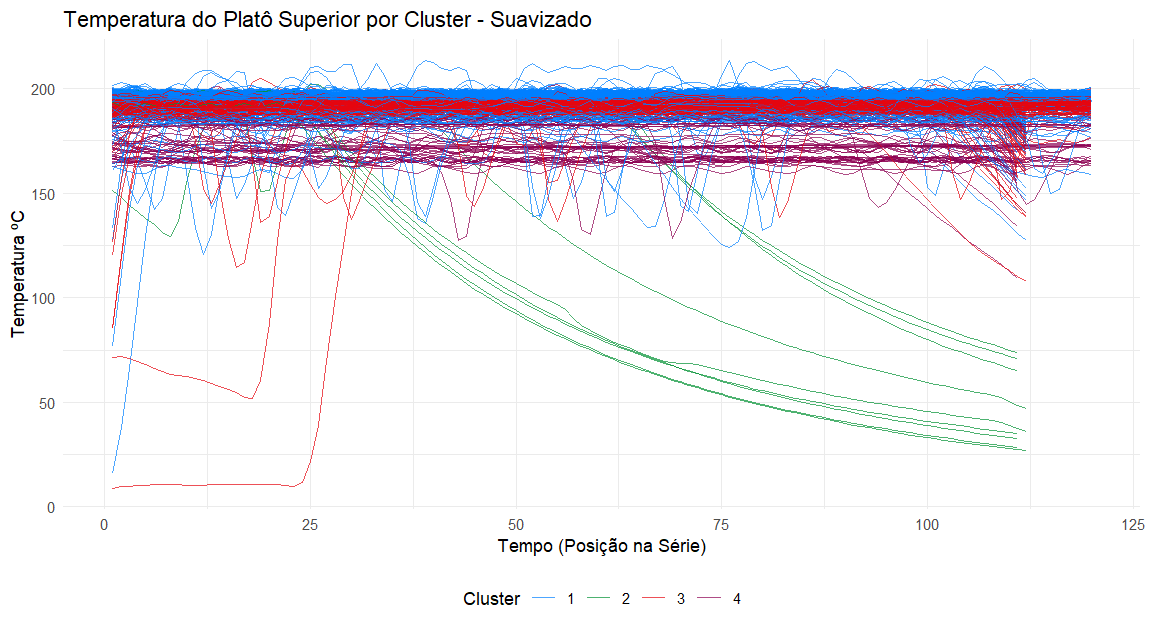 Temperatura do Platô Superior por Cluster - Suavizado
Temperatura ºC
200
150
100
50
0
0 25 50 75 100 125
Tempo (Posição na Série)
Cluster 1 2 3 4